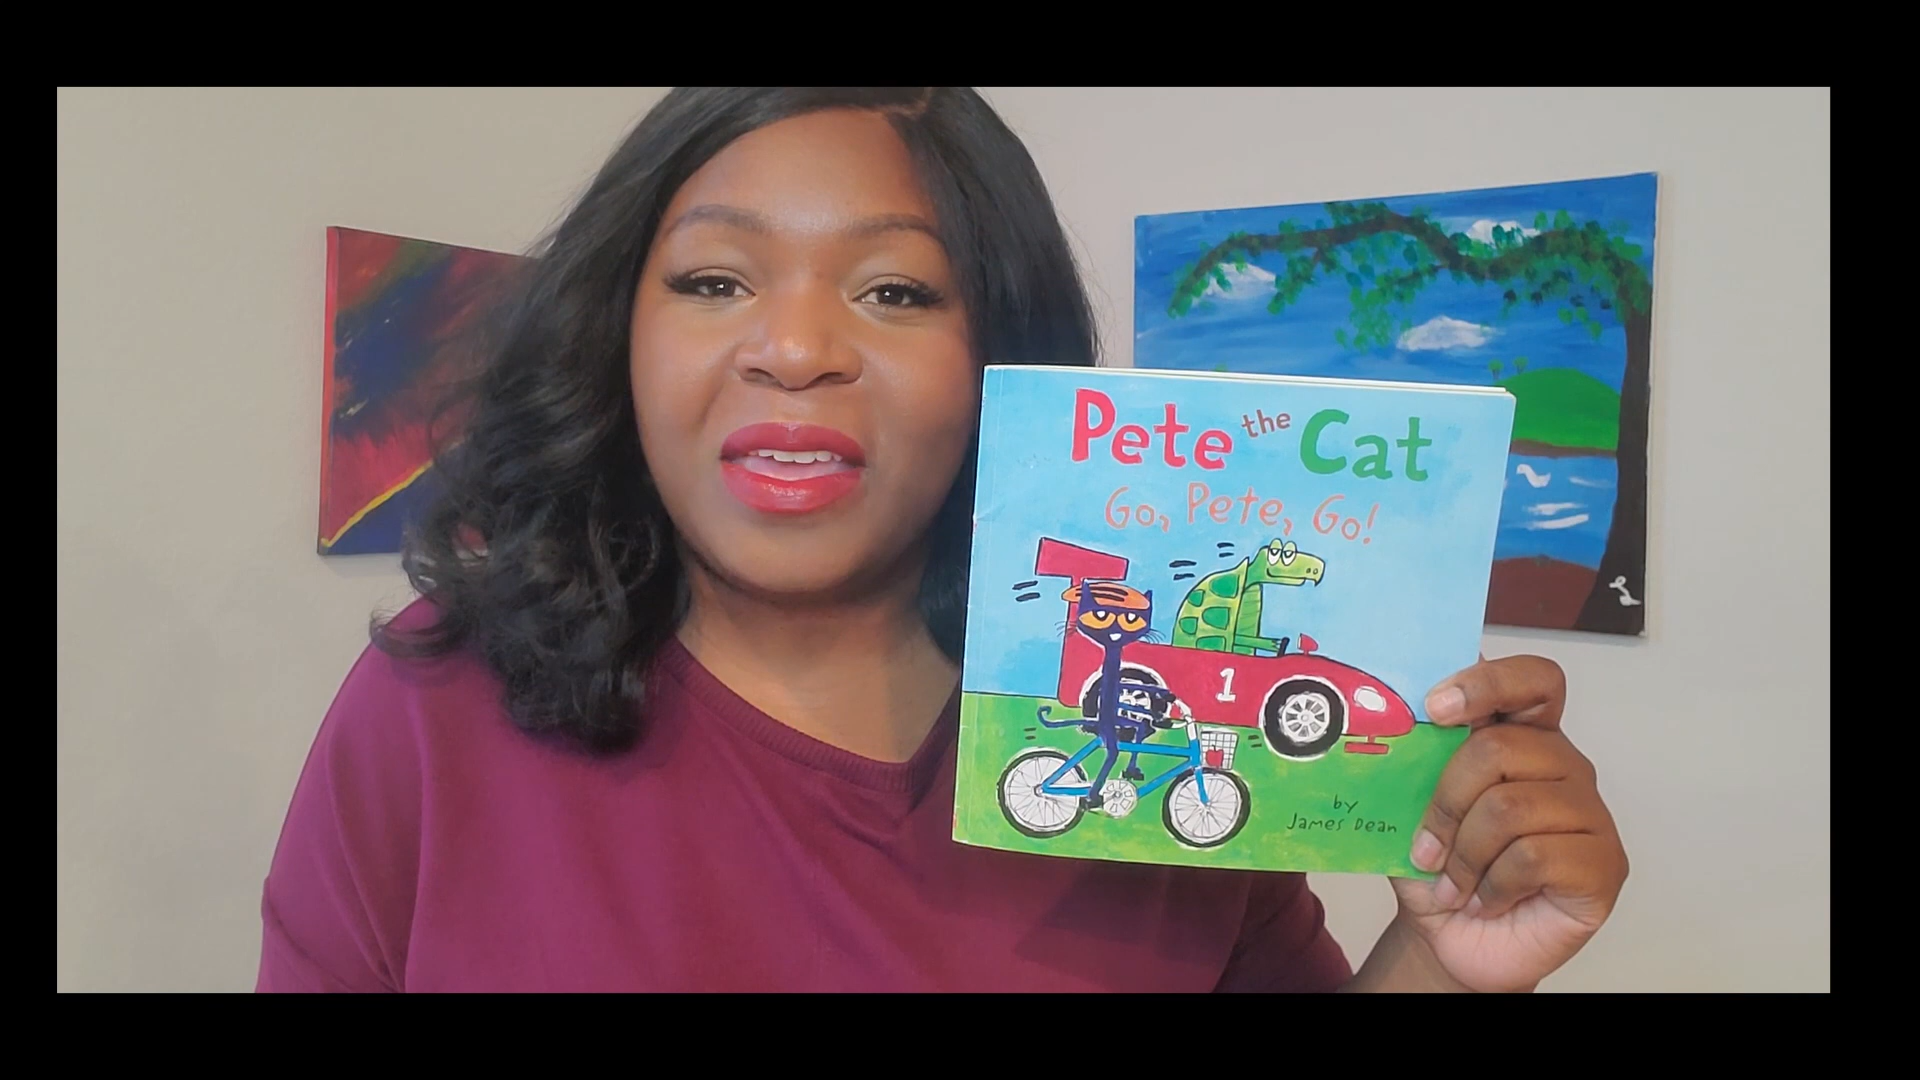 Pete the Cat
Go, Pete, Go!
1
by
James Dean